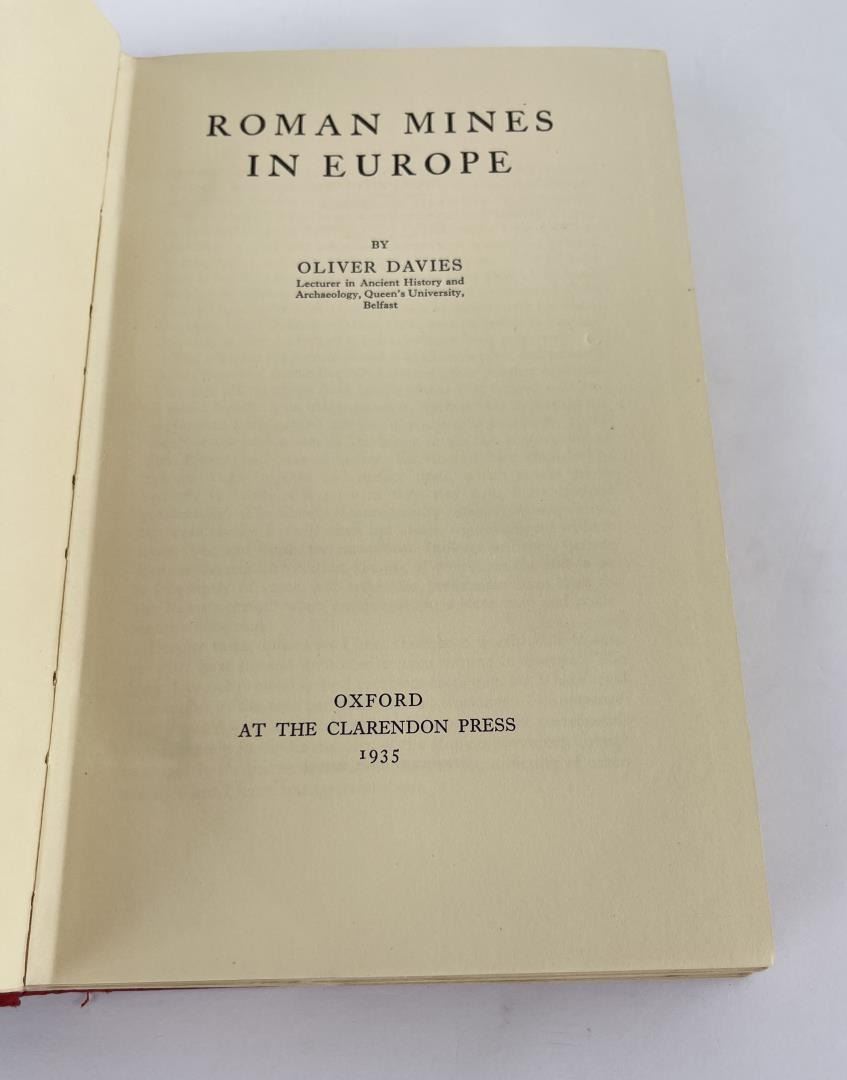 ROMAN MINES
IN EUROPE
BY
OLIVER DAVIES
Lecturer in Ancient History and
Archaeology, Queen's University,
Belfast
OXFORD
AT THE CLARENDON PRESS
1935